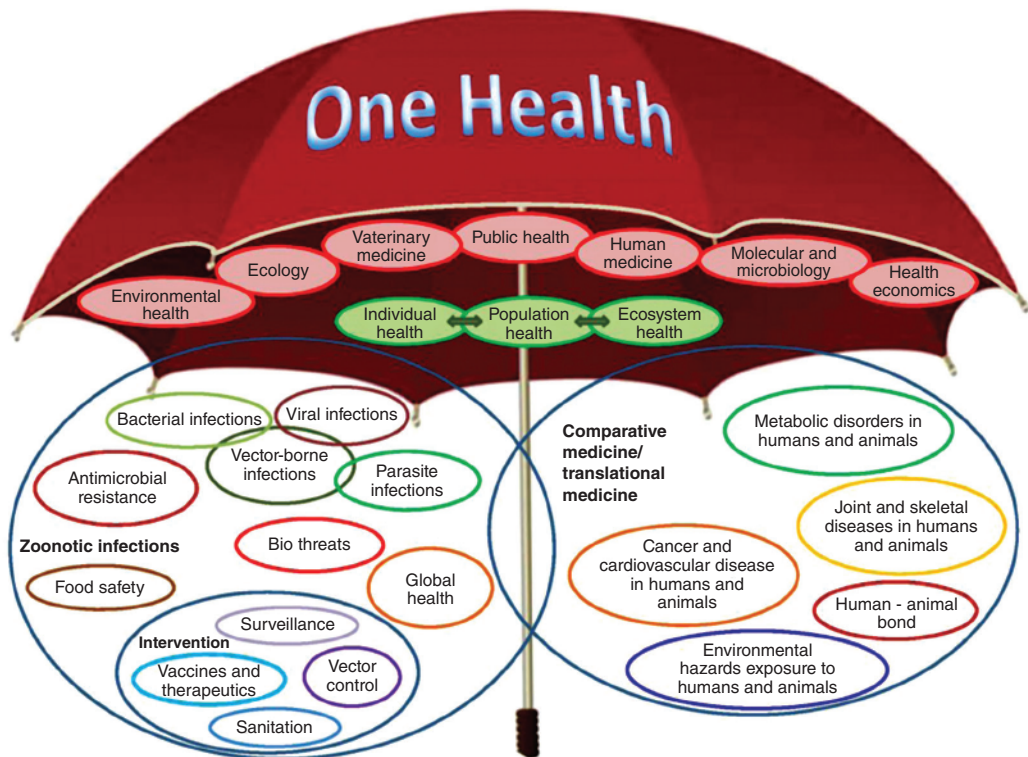 One Health
Environmental
health
Ecology
Vaterinary
medicine
Public health
Human
medicine
Molecular and
microbiology
Health
economics
Individual
health
Population
health
Ecosystem
health
Bacterial infections
Viral infections
Vector-borne
infections
Parasite
infections
Antimicrobial
resistance
Zoonotic infections
Bio threats
Food safety
Global
health
Surveillance
Intervention
Vaccines and
therapeutics
Vector
control
Sanitation
Comparative
medicine/
translational
medicine
Metabolic disorders in
humans and animals
Joint and skeletal
diseases in humans
and animals
Cancer and
cardiovascular disease
in humans and
animals
Human - animal
bond
Environmental
hazards exposure to
humans and animals